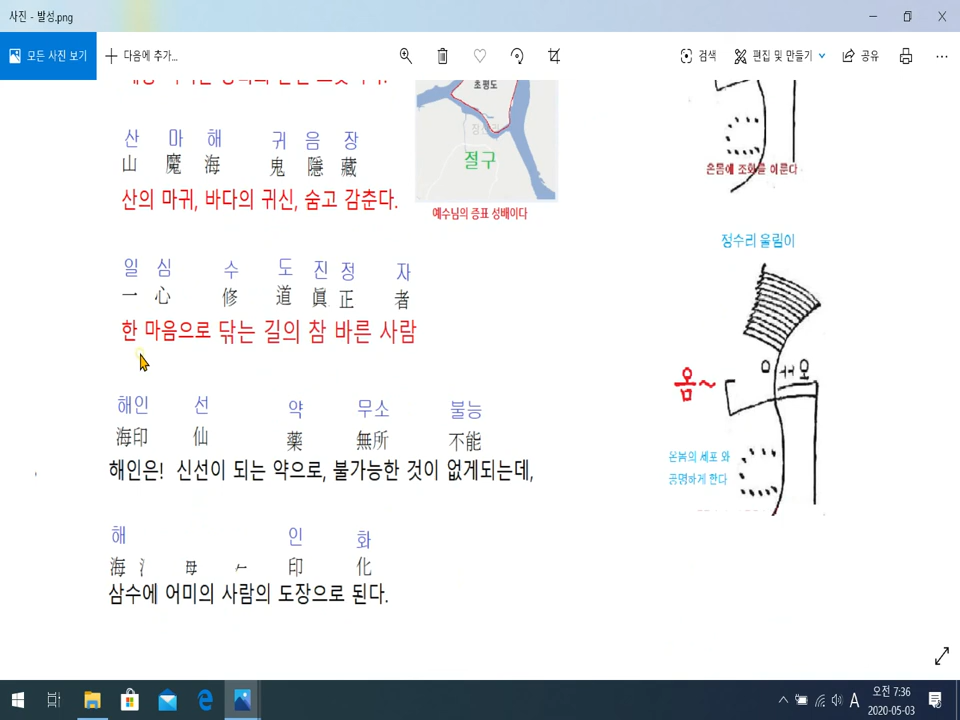 사진 - 발성.png
모든 사진 보기
다음에 추가...
검색
편집 및 만들기
공유
초평도
절구
예수님의 증표 성배이다
산 마 해 귀 음 장
山 魔 海 鬼 隱 藏
산의 마귀, 바다의 귀신, 숨고 감춘다.
일 심 수 도 진 정 자
一 心 修 道 眞 正 者
한 마음으로 닦는 길의 참 바른 사람
해인 선 약 무소 불능
海印 仙 藥 無所 不能
해인은! 신선이 되는 약으로, 불가능한 것이 없게되는데,
해 인 화
海 氵 毋 𠂉 印 化
삼수에 어미의 사람의 도장으로 된다.
온몸에 조화를 이룬다
정수리 울림이
옴~
온몸의 세포 와
공명하게 한다
A
오전 7:36
2020-05-03